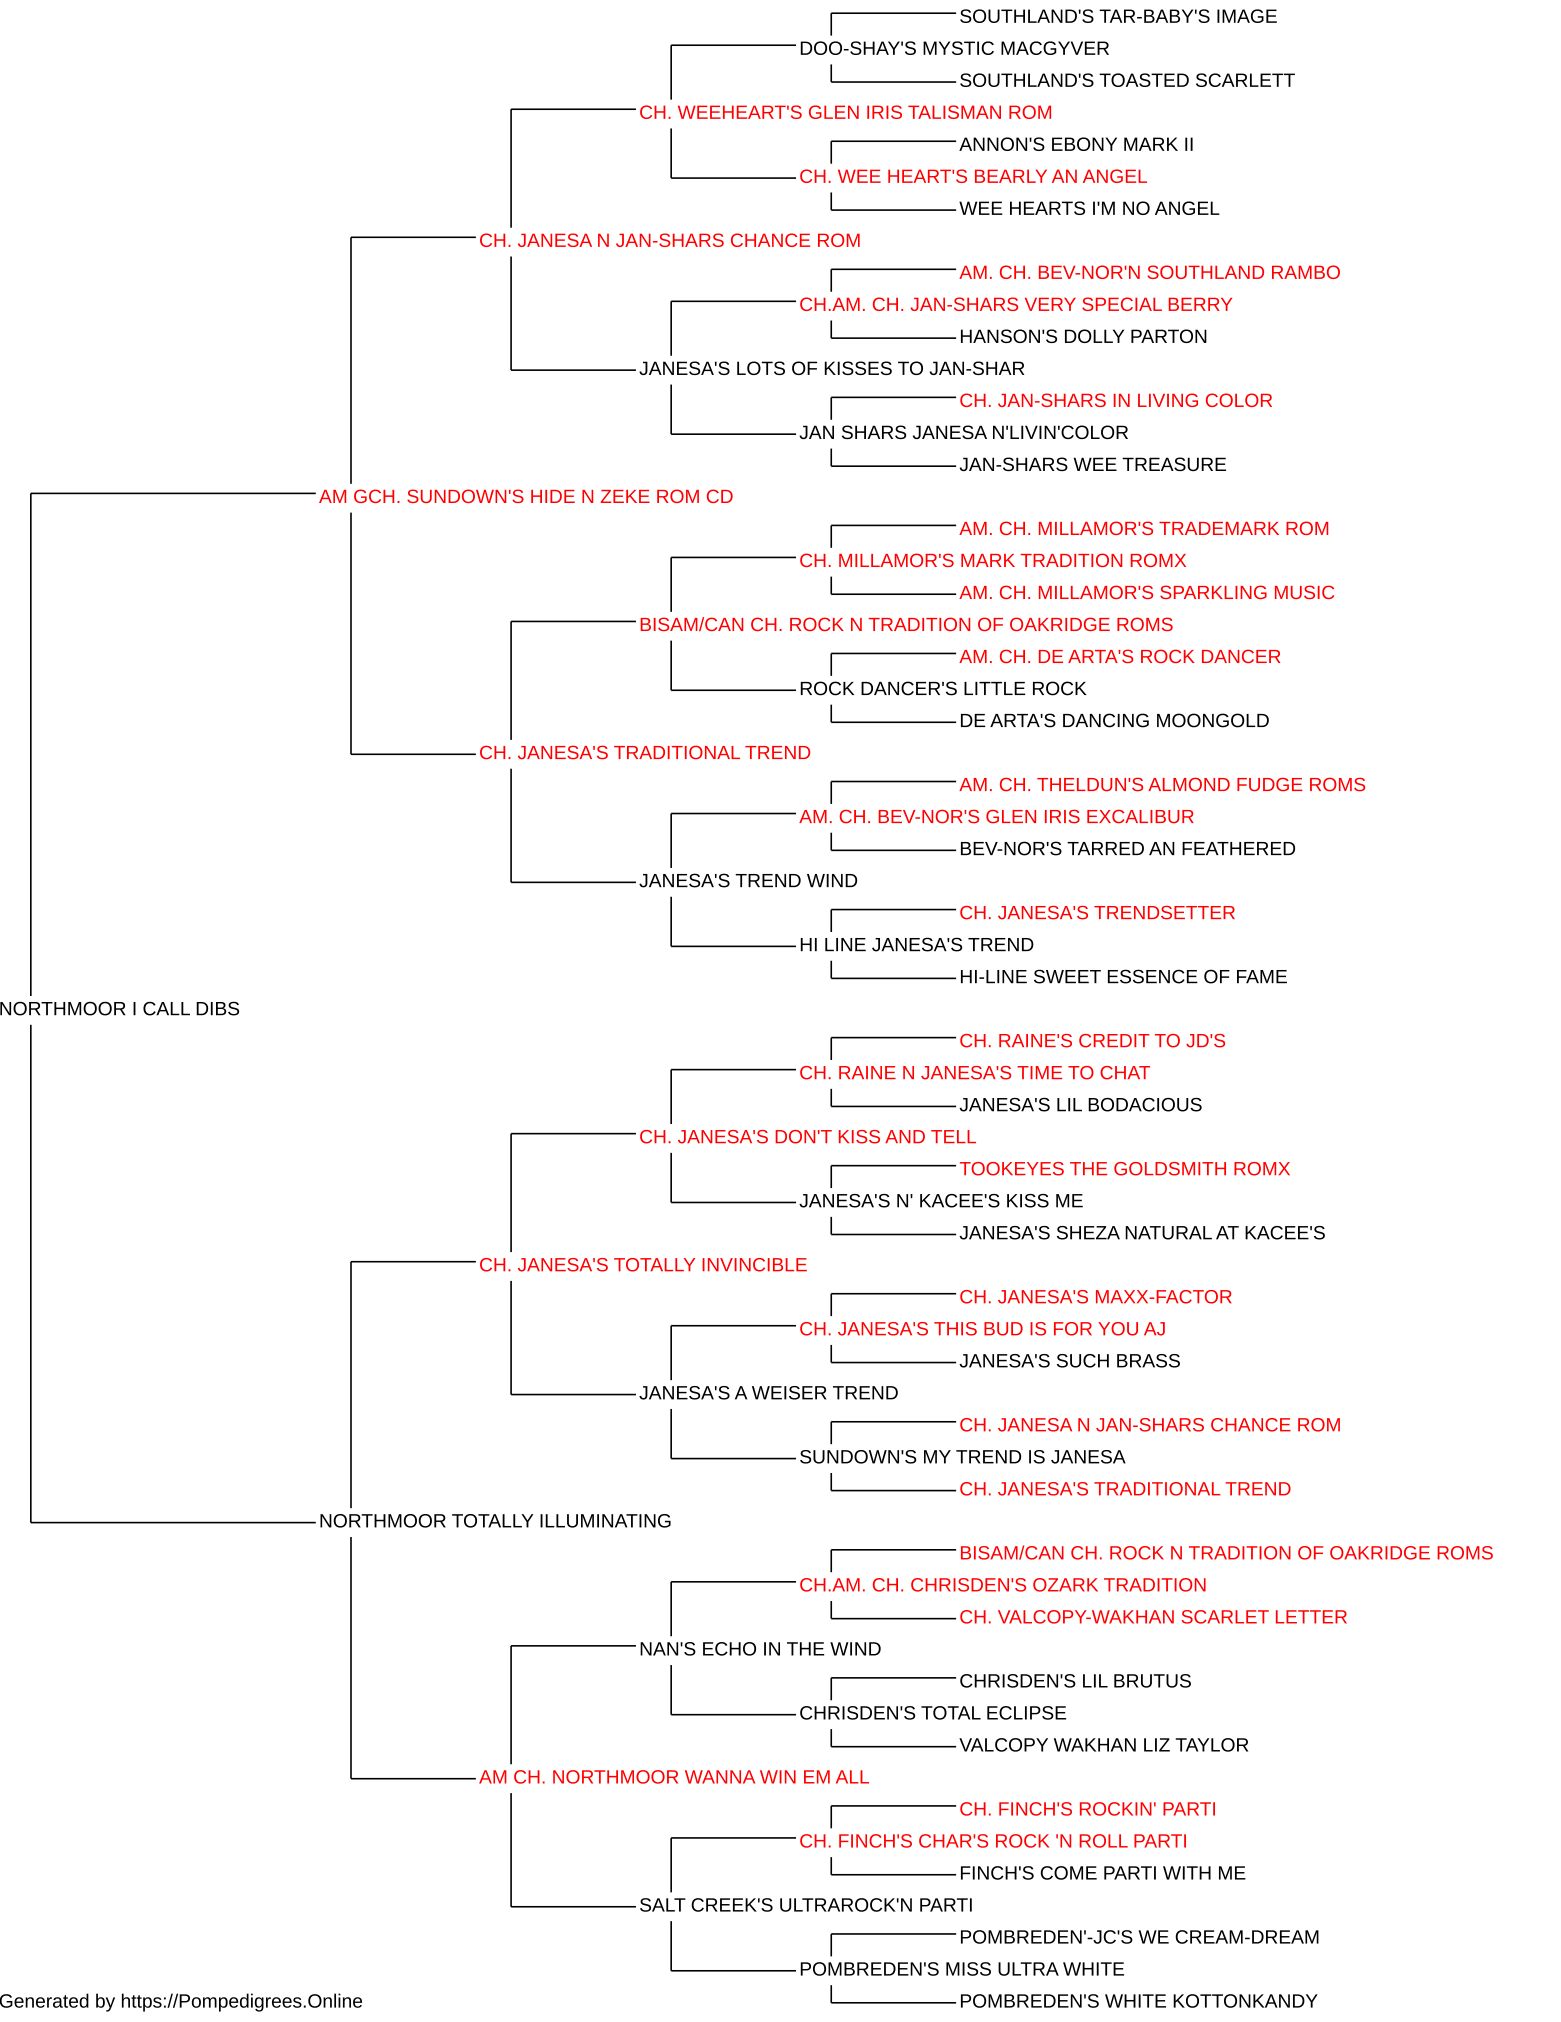 SOUTHLAND'S TAR-BABY'S IMAGE
DOO-SHAY'S MYSTIC MACGYVER
SOUTHLAND'S TOASTED SCARLETT
CH. WEEHEART'S GLEN IRIS TALISMAN ROM
ANNON'S EBONY MARK II
CH. WEE HEART'S BEARLY AN ANGEL
WEE HEARTS I'M NO ANGEL
CH. JANESA N JAN-SHARS CHANCE ROM
AM. CH. BEV-NOR'N SOUTHLAND RAMBO
CH.AM. CH. JAN-SHARS VERY SPECIAL BERRY
HANSON'S DOLLY PARTON
JANESA'S LOTS OF KISSES TO JAN-SHAR
CH. JAN-SHARS IN LIVING COLOR
JAN SHARS JANESA N'LIVIN'COLOR
JAN-SHARS WEE TREASURE
AM GCH. SUNDOWN'S HIDE N ZEKE ROM CD
AM. CH. MILLAMOR'S TRADEMARK ROM
CH. MILLAMOR'S MARK TRADITION ROMX
AM. CH. MILLAMOR'S SPARKLING MUSIC
BISAM/CAN CH. ROCK N TRADITION OF OAKRIDGE ROMS
AM. CH. DE ARTA'S ROCK DANCER
ROCK DANCER'S LITTLE ROCK
DE ARTA'S DANCING MOONGOLD
CH. JANESA'S TRADITIONAL TREND
AM. CH. THELDUN'S ALMOND FUDGE ROMS
AM. CH. BEV-NOR'S GLEN IRIS EXCALIBUR
BEV-NOR'S TARRED AN FEATHERED
JANESA'S TREND WIND
CH. JANESA'S TRENDSETTER
HI LINE JANESA'S TREND
HI-LINE SWEET ESSENCE OF FAME
NORTHMOOR I CALL DIBS
CH. RAINE'S CREDIT TO JD'S
CH. RAINE N JANESA'S TIME TO CHAT
JANESA'S LIL BODACIOUS
CH. JANESA'S DON'T KISS AND TELL
TOOKEYES THE GOLDSMITH ROMX
JANESA'S N' KACEE'S KISS ME
JANESA'S SHEZA NATURAL AT KACEE'S
CH. JANESA'S TOTALLY INVINCIBLE
CH. JANESA'S MAXX-FACTOR
CH. JANESA'S THIS BUD IS FOR YOU AJ
JANESA'S SUCH BRASS
JANESA'S A WEISER TREND
CH. JANESA N JAN-SHARS CHANCE ROM
SUNDOWN'S MY TREND IS JANESA
CH. JANESA'S TRADITIONAL TREND
NORTHMOOR TOTALLY ILLUMINATING
BISAM/CAN CH. ROCK N TRADITION OF OAKRIDGE ROMS
CH.AM. CH. CHRISDEN'S OZARK TRADITION
CH. VALCOPY-WAKHAN SCARLET LETTER
NAN'S ECHO IN THE WIND
CHRISDEN'S LIL BRUTUS
CHRISDEN'S TOTAL ECLIPSE
VALCOPY WAKHAN LIZ TAYLOR
AM CH. NORTHMOOR WANNA WIN EM ALL
CH. FINCH'S ROCKIN' PARTI
CH. FINCH'S CHAR'S ROCK 'N ROLL PARTI
FINCH'S COME PARTI WITH ME
SALT CREEK'S ULTRAROCK'N PARTI
POMBREDEN'-JC'S WE CREAM-DREAM
POMBREDEN'S MISS ULTRA WHITE
POMBREDEN'S WHITE KOTTONKANDY
Generated by https://Pompedigrees.Online